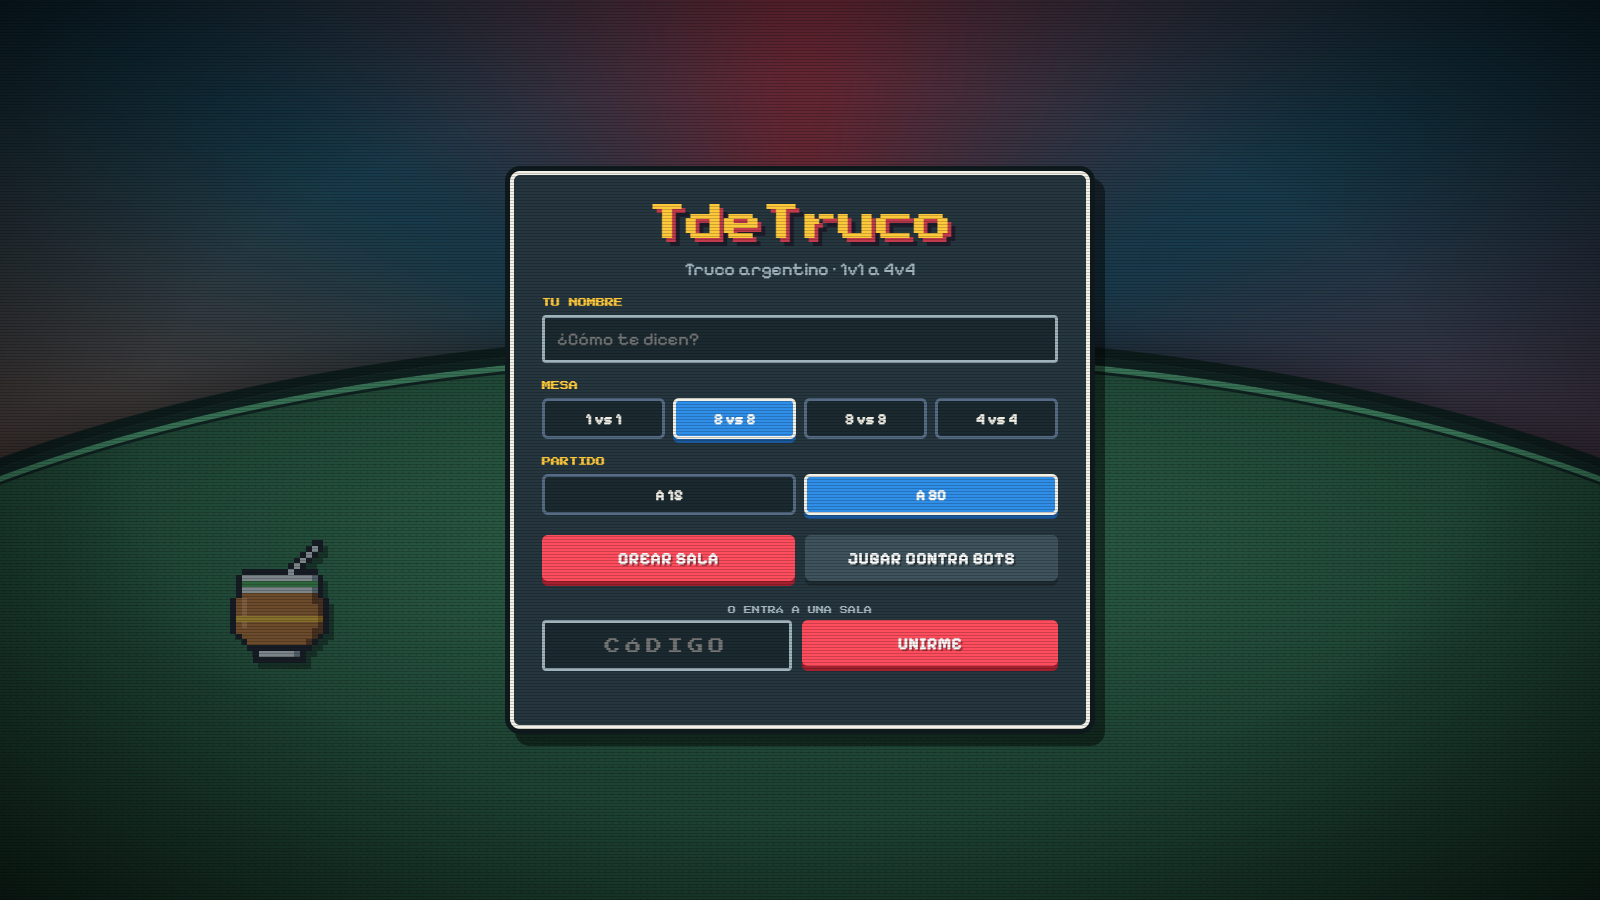 TdeTruco
Truco argentino · 1v1 a 4v4
TU NOMBRE
¿Cómo te dicen?
MESA
1 vs 1
2 vs 2
3 vs 3
4 vs 4
PARTIDO
A 15
A 30
CREAR SALA
JUGAR CONTRA BOTS
O ENTRá A UNA SALA
CóDIGO
UNIRME